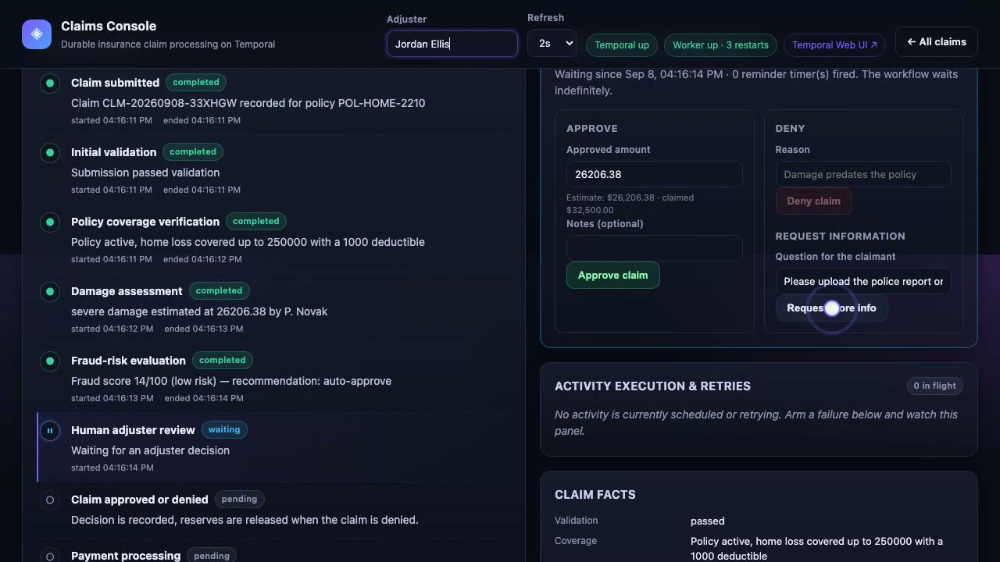 Claims Console
Durable insurance claim processing on Temporal
Adjuster
Jordan Ellis
Refresh
2s
Temporal up
Worker up · 3 restarts
Temporal Web UI ↗
← All claims
Claim submitted completed
Claim CLM-20260908-33XHGW recorded for policy POL-HOME-2210
started 04:16:11 PM ended 04:16:11 PM
Initial validation completed
Submission passed validation
started 04:16:11 PM ended 04:16:11 PM
Policy coverage verification completed
Policy active, home loss covered up to 250000 with a 1000 deductible
started 04:16:11 PM ended 04:16:12 PM
Damage assessment completed
severe damage estimated at 26206.38 by P. Novak
started 04:16:12 PM ended 04:16:13 PM
Fraud-risk evaluation completed
Fraud score 14/100 (low risk) — recommendation: auto-approve
started 04:16:13 PM ended 04:16:14 PM
Human adjuster review waiting
Waiting for an adjuster decision
started 04:16:14 PM
Claim approved or denied pending
Decision is recorded, reserves are released when the claim is denied.
Payment processing pending
Waiting since Sep 8, 04:16:14 PM · 0 reminder timer(s) fired. The workflow waits
indefinitely.
APPROVE
Approved amount
26206.38
Estimate: $26,206.38 · claimed
$32,500.00
Notes (optional)
Approve claim
DENY
Reason
Damage predates the policy
Deny claim
REQUEST INFORMATION
Question for the claimant
Please upload the police report or
Request more info
ACTIVITY EXECUTION & RETRIES
0 in flight
No activity is currently scheduled or retrying. Arm a failure below and watch this
panel.
CLAIM FACTS
Validation passed
Coverage Policy active, home loss covered up to 250000 with a
1000 deductible